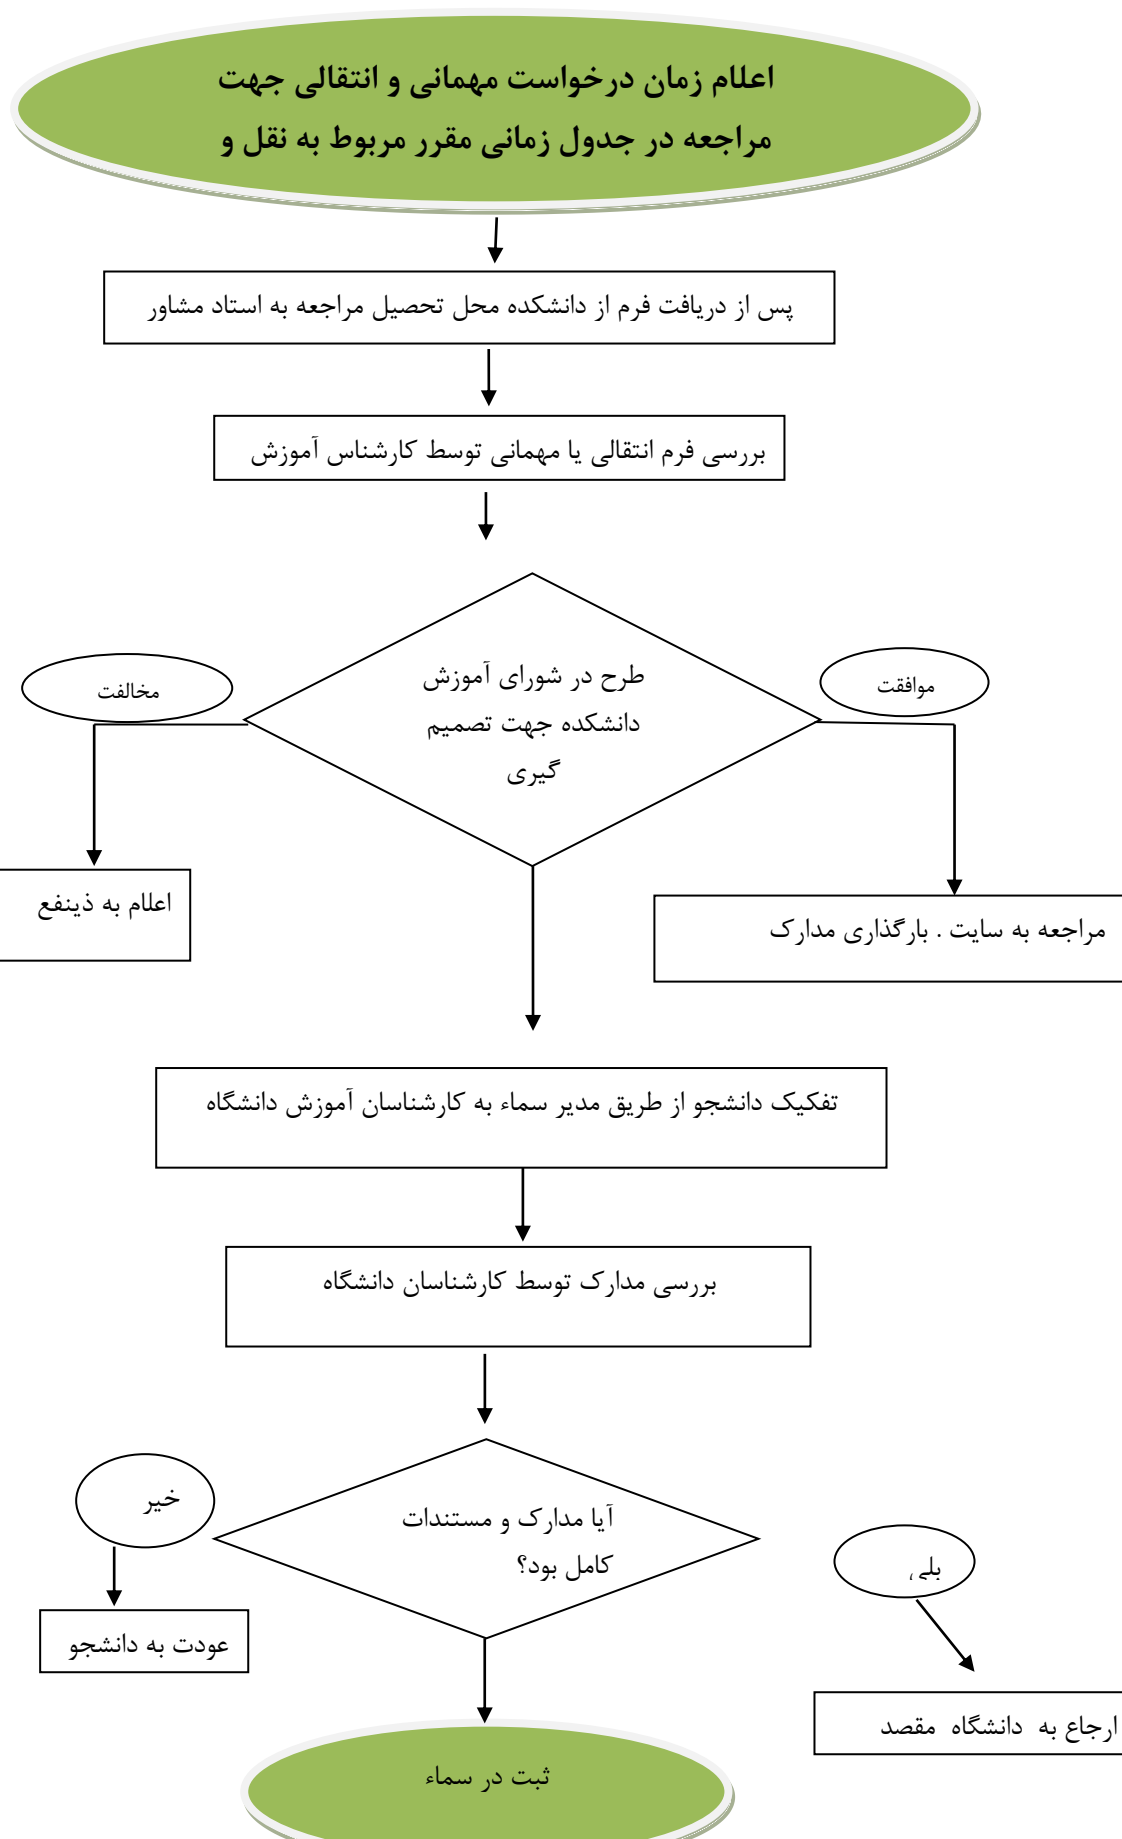 اعلام زمان درخواست مهمانی و انتقالی جهت
مراجعه در جدول زمانی مقرر مربوط به نقل و
پس از دریافت فرم از دانشکده محل تحصیل مراجعه به استاد مشاور
بررسی فرم انتقالی یا مهمانی توسط کارشناس آموزش
طرح در شورای آموزش
دانشکده جهت تصمیم
گیری
موافقت
مخالفت
مراجعه به سایت . بارگذاری مدارک
اعلام به ذینفع
تفکیک دانشجو از طریق مدیر سماء به کارشناسان آموزش دانشگاه
بررسی مدارک توسط کارشناسان دانشگاه
آیا مدارک و مستندات
کامل بود؟
بلی
خیر
ارجاع به دانشگاه مقصد
عودت به دانشجو
ثبت در سماء